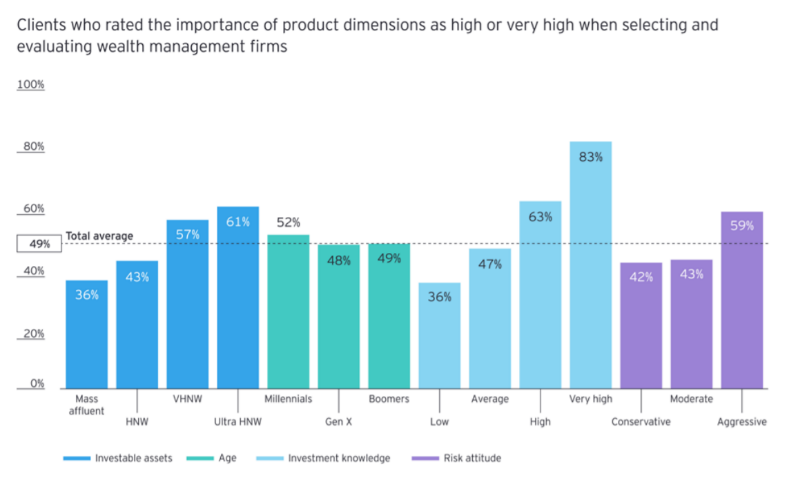 Clients who rated the importance of product dimensions as high or very high when selecting and
evaluating wealth management firms
100%
80%
60%
49%
Total average
40%
20%
0%
36%
43%
57%
61%
52%
48%
49%
36%
47%
63%
83%
42%
43%
59%
Mass
affluent
HNW
VHNW
Ultra HNW
Millennials
Gen X
Boomers
Low
Average
High
Very high
Conservative
Moderate
Aggressive
Investable assets
Age
Investment knowledge
Risk attitude